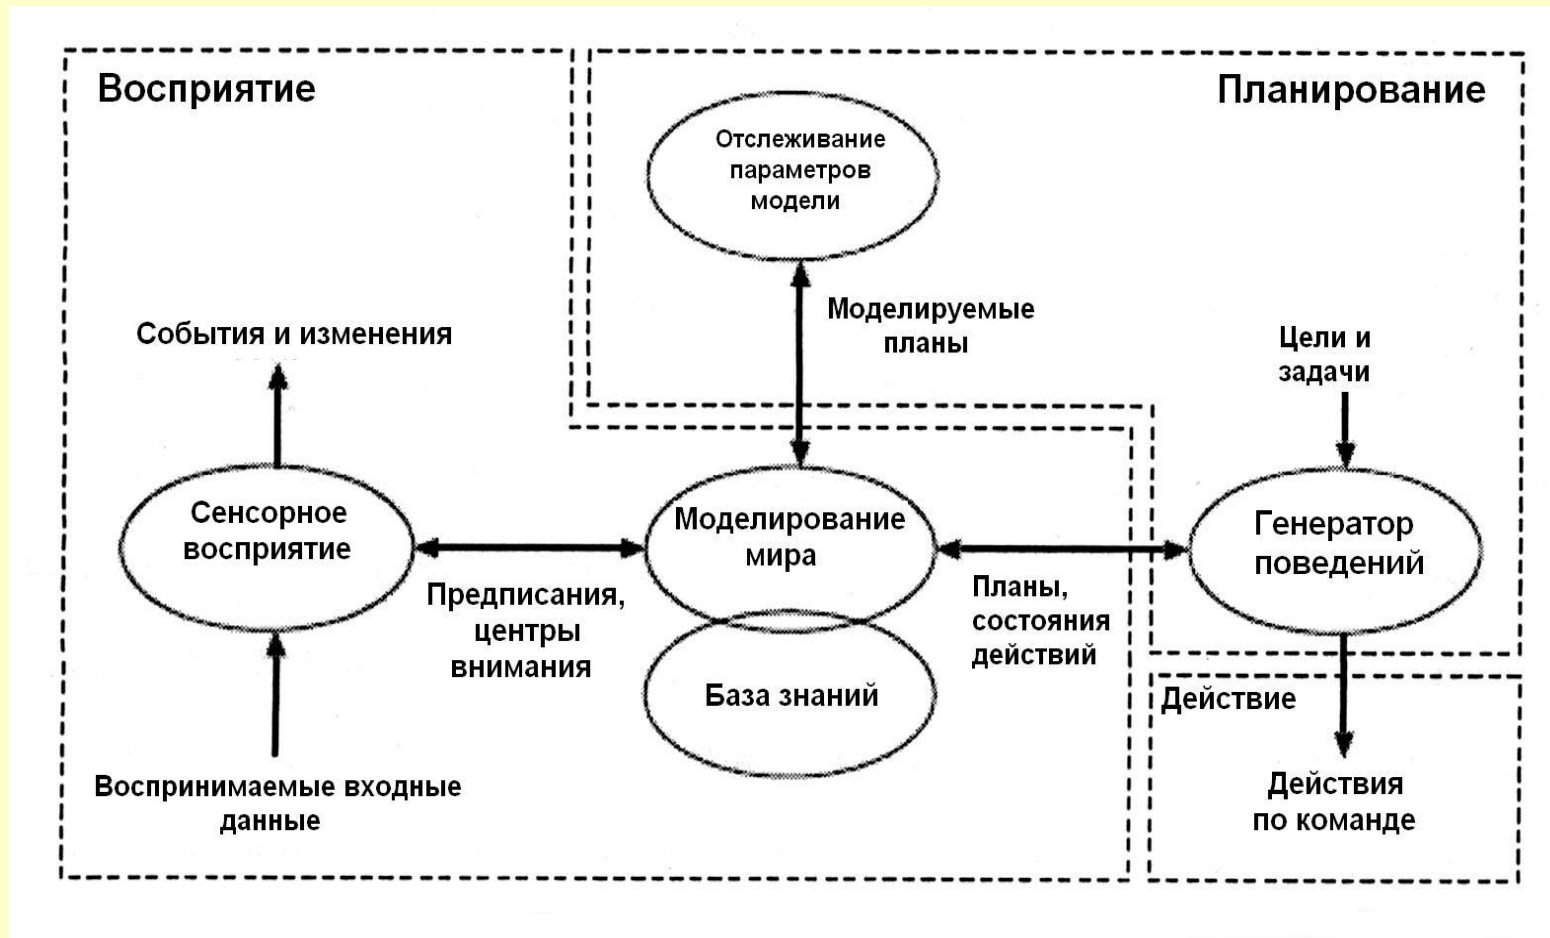 Восприятие
Планирование
Отслеживание
параметров
модели
Моделируемые
планы
События и изменения
Цели и
задачи
Сенсорное
восприятие
Моделирование
мира
Генератор
поведений
Предписания,
центры
внимания
Планы,
состояния
действий
База знаний
Действие
Воспринимаемые входные
данные
Действия
по команде